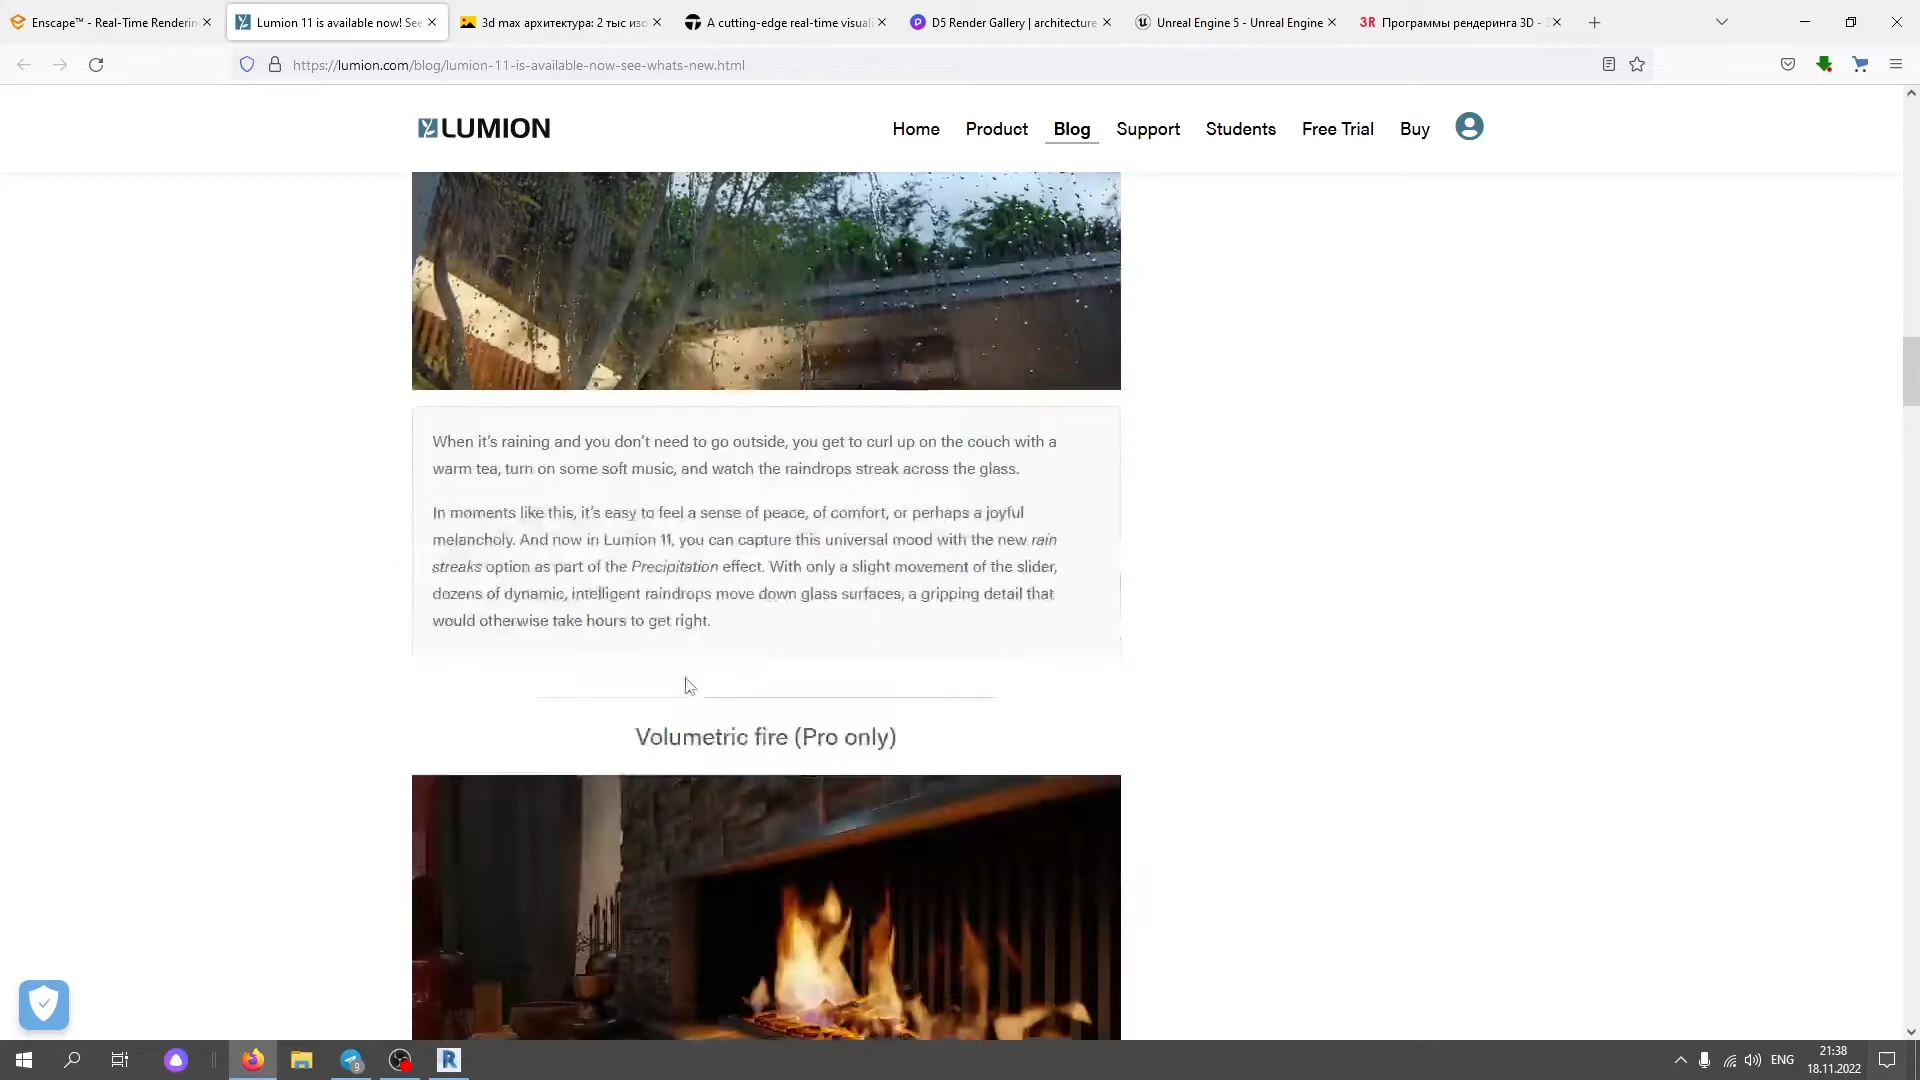 Enscape™ - Real-Time Renderin
Lumion 11 is available now! See
3d max архитектура: 2 тыс изо
A cutting-edge real-time visuali
D5 Render Gallery | architecture
Unreal Engine 5 - Unreal Engine
3R Программы рендеринга 3D -
https://lumion.com/blog/lumion-11-is-available-now-see-whats-new.html
LUMION
Home Product Blog Support Students Free Trial Buy
When it's raining and you don't need to go outside, you get to curl up on the couch with a
warm tea, turn on some soft music, and watch the raindrops streak across the glass.
In moments like this, it's easy to feel a sense of peace, of comfort, or perhaps a joyful
melancholy. And now in Lumion 11, you can capture this universal mood with the new rain
streaks option as part of the Precipitation effect. With only a slight movement of the slider,
dozens of dynamic, intelligent raindrops move down glass surfaces, a gripping detail that
would otherwise take hours to get right.
Volumetric fire (Pro only)
9
R
ENG
21:38
18.11.2022